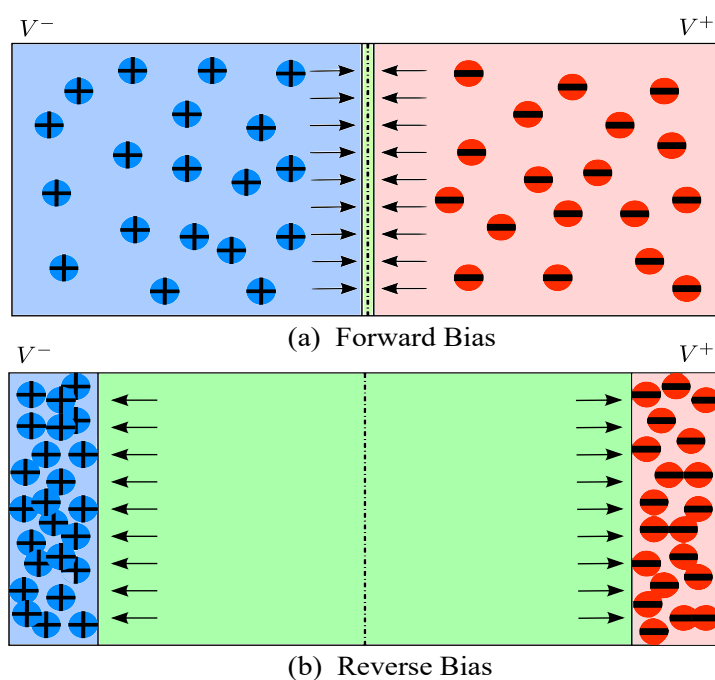 V⁻ V⁺
(a) Forward Bias
V⁻ V⁺
(b) Reverse Bias